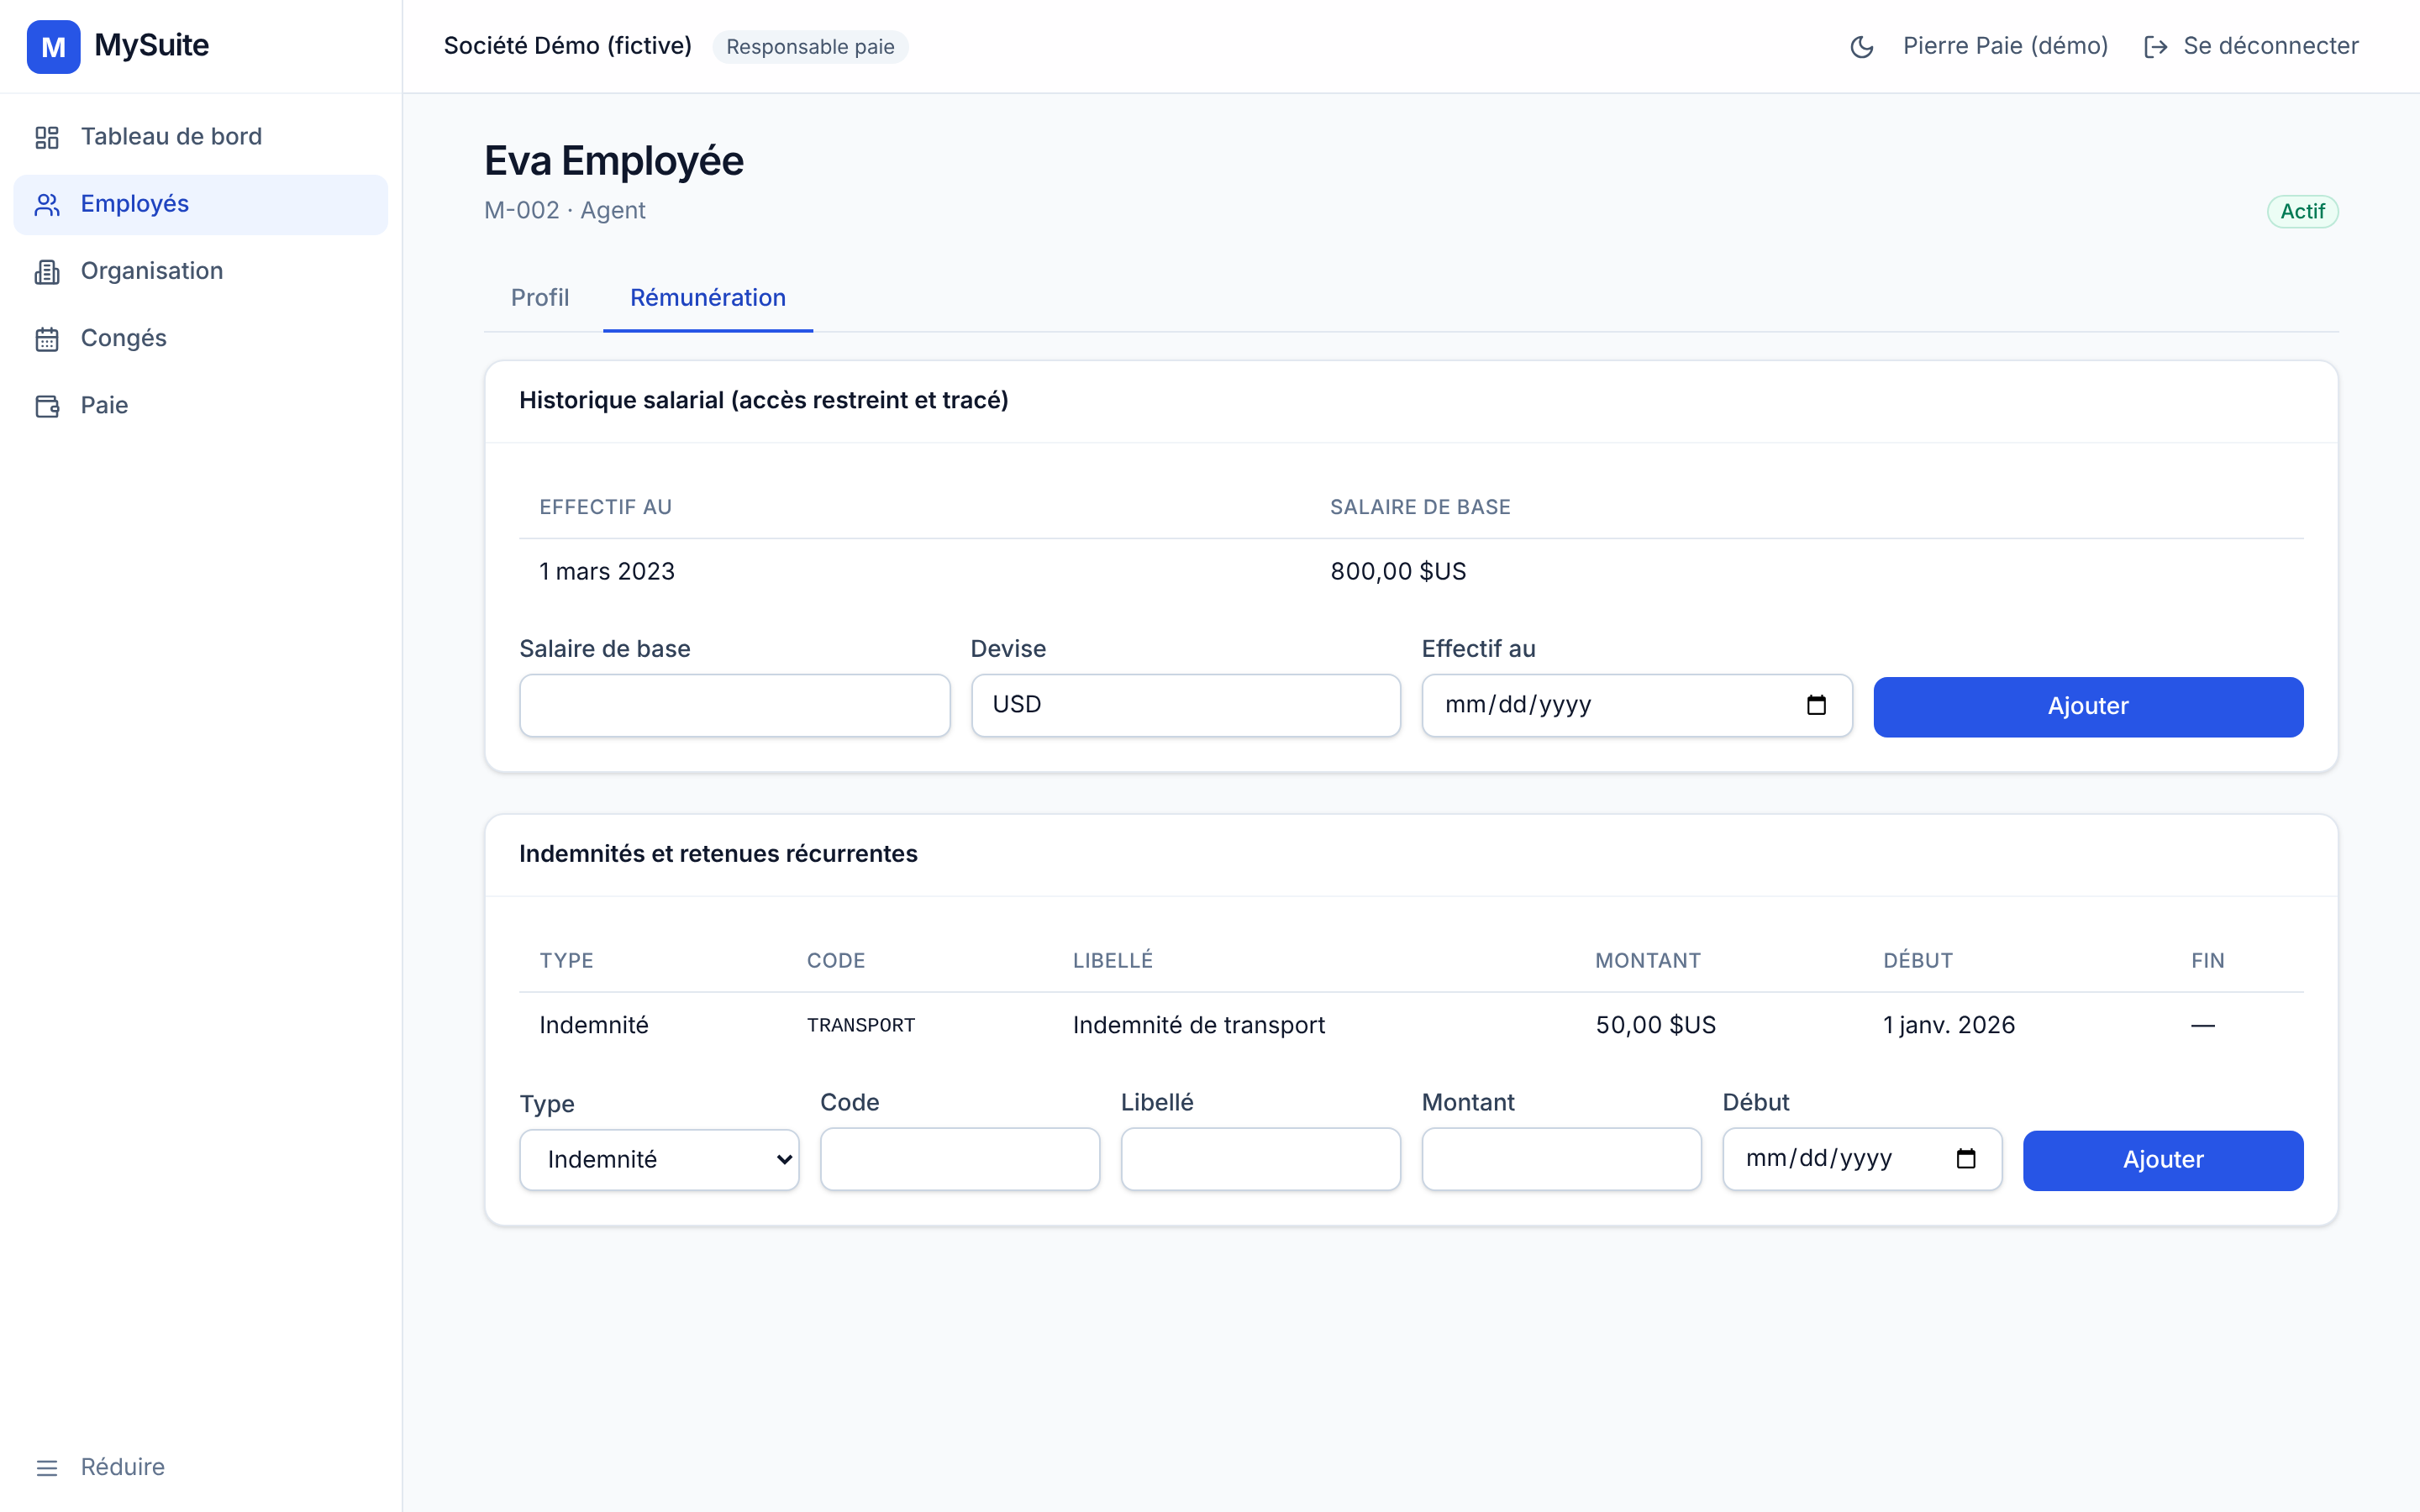 M MySuite
Société Démo (fictive) Responsable paie Pierre Paie (démo) Se déconnecter
Tableau de bord
Employés
Organisation
Congés
Paie
Réduire
Eva Employée
M-002 · Agent
Actif
Profil Rémunération
Historique salarial (accès restreint et tracé)
EFFECTIF AU SALAIRE DE BASE
1 mars 2023 800,00 $US
Salaire de base Devise Effectif au
USD mm/dd/yyyy Ajouter
Indemnités et retenues récurrentes
TYPE CODE LIBELLÉ MONTANT DÉBUT FIN
Indemnité TRANSPORT Indemnité de transport 50,00 $US 1 janv. 2026 —
Type Code Libellé Montant Début
Indemnité mm/dd/yyyy Ajouter